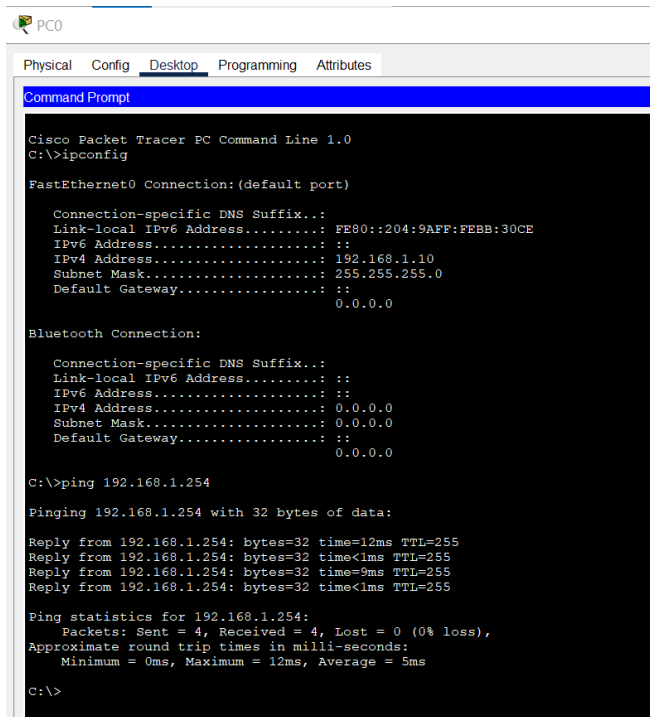 PC0
Physical Config Desktop Programming Attributes
Command Prompt
Cisco Packet Tracer PC Command Line 1.0
C:\>ipconfig
FastEthernet0 Connection:(default port)
Connection-specific DNS Suffix..:
Link-local IPv6 Address.........: FE80::204:9AFF:FEBB:30CE
IPv6 Address....................: ::
IPv4 Address....................: 192.168.1.10
Subnet Mask.....................: 255.255.255.0
Default Gateway.................: ::
0.0.0.0
Bluetooth Connection:
Connection-specific DNS Suffix..:
Link-local IPv6 Address.........: ::
IPv6 Address....................: ::
IPv4 Address....................: 0.0.0.0
Subnet Mask.....................: 0.0.0.0
Default Gateway.................: ::
0.0.0.0
C:\>ping 192.168.1.254
Pinging 192.168.1.254 with 32 bytes of data:
Reply from 192.168.1.254: bytes=32 time=12ms TTL=255
Reply from 192.168.1.254: bytes=32 time<1ms TTL=255
Reply from 192.168.1.254: bytes=32 time=9ms TTL=255
Reply from 192.168.1.254: bytes=32 time<1ms TTL=255
Ping statistics for 192.168.1.254:
Packets: Sent = 4, Received = 4, Lost = 0 (0% loss),
Approximate round trip times in milli-seconds:
Minimum = 0ms, Maximum = 12ms, Average = 5ms
C:\>